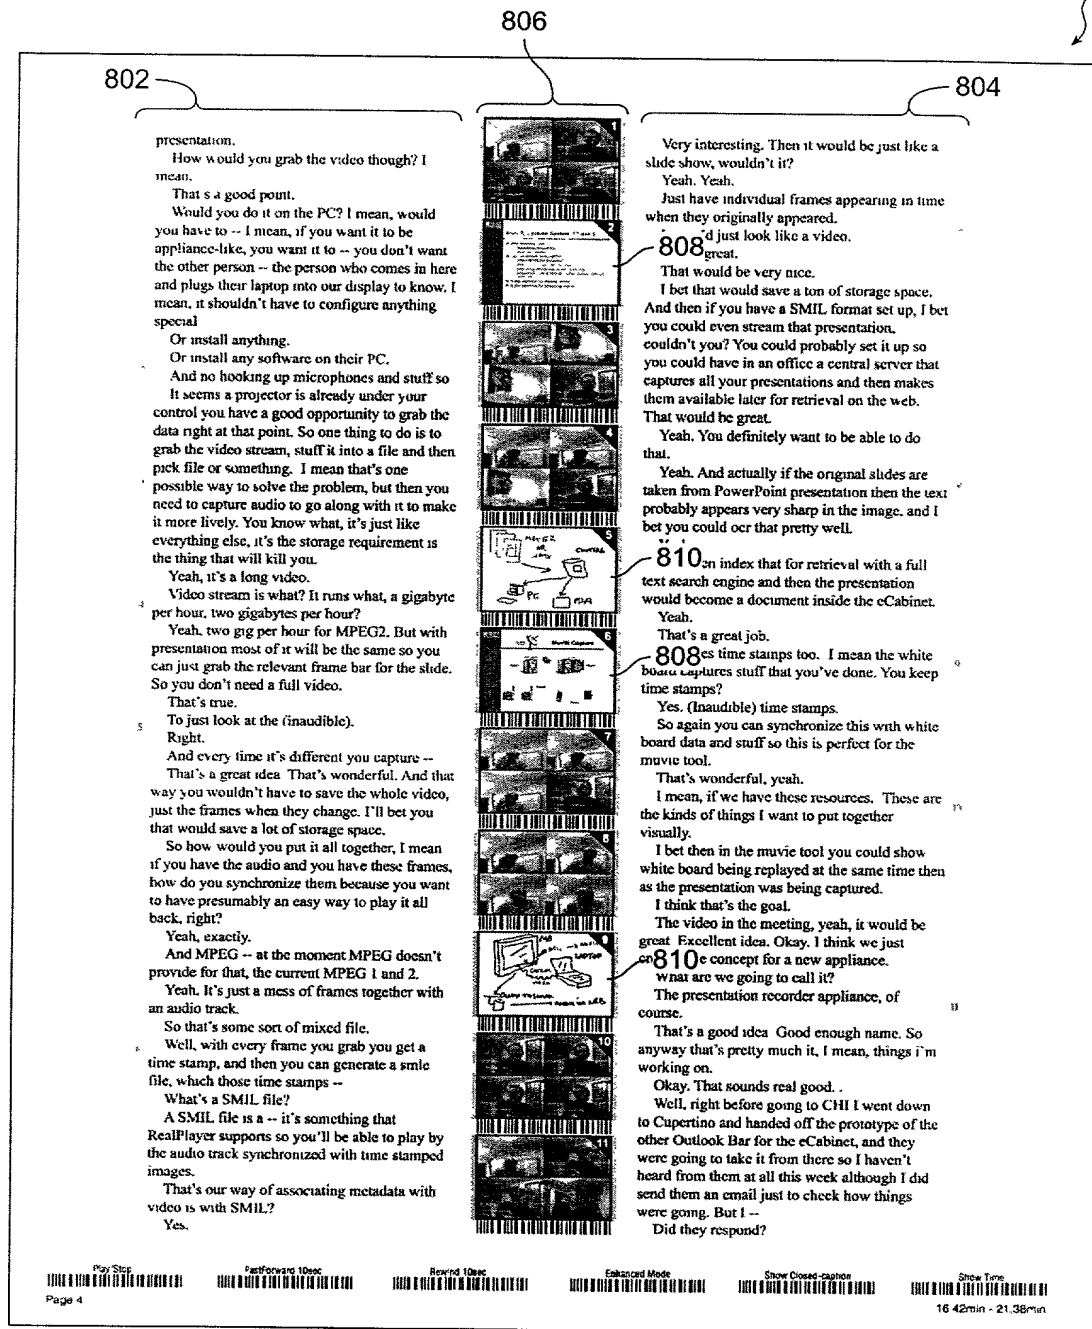 806
802
804
presentation.
How would you grab the video though? I
mean.
That s a good point.
Would you do it on the PC? I mean, would
you have to -- I mean, if you want it to be
appliance-like, you want it to -- you don't want
the other person -- the person who comes in here
and plugs their laptop into our display to know. I
mean, it shouldn't have to configure anything
special
Or install anything.
Or install any software on their PC.
And no hooking up microphones and stuff so
It seems a projector is already under your
control you have a good opportunity to grab the
data right at that point. So one thing to do is to
grab the video stream, stuff it into a file and then
pick file or something. I mean that's one
possible way to solve the problem, but then you
need to capture audio to go along with it to make
it more lively. You know what, it's just like
everything else, it's the storage requirement is
the thing that will kill you.
Yeah, it's a long video.
Video stream is what? It runs what, a gigabyte
per hour, two gigabytes per hour?
Yeah, two gig per hour for MPEG2. But with
presentation most of it will be the same so you
can just grab the relevant frame bar for the slide.
So you don't need a full video.
That's true.
To just look at the (inaudible).
Right.
And every time it's different you capture --
That's a great idea That's wonderful. And that
way you wouldn't have to save the whole video,
just the frames when they change. I'll bet you
that would save a lot of storage space.
So how would you put it all together, I mean
if you have the audio and you have these frames,
how do you synchronize them because you want
to have presumably an easy way to play it all
back, right?
Yeah, exactly.
And MPEG -- at the moment MPEG doesn't
provide for that, the current MPEG 1 and 2.
Yeah. It's just a mess of frames together with
an audio track.
So that's some sort of mixed file.
Well, with every frame you grab you get a
time stamp, and then you can generate a smle
file, which those time stamps --
What's a SMIL file?
A SMIL file is a -- it's something that
RealPlayer supports so you'll be able to play by
the audio track synchronized with time stamped
images.
That's our way of associating metadata with
video is with SMIL?
Yes.
1
2
3
4
5
PC
PDA
6
7
8
9
LAPTOP
10
11
Very interesting. Then it would be just like a
slide show, wouldn't it?
Yeah. Yeah.
Just have individual frames appearing in time
when they originally appeared.
'd just look like a video.
808
great.
That would be very nice.
I bet that would save a ton of storage space.
And then if you have a SMIL format set up, I bet
you could even stream that presentation,
couldn't you? You could probably set it up so
you could have in an office a central server that
captures all your presentations and then makes
them available later for retrieval on the web.
That would be great.
Yeah. You definitely want to be able to do
that.
Yeah. And actually if the original slides are
taken from PowerPoint presentation then the text
probably appears very sharp in the image, and I
bet you could ocr that pretty well.
810 en index that for retrieval with a full
text search engine and then the presentation
would become a document inside the eCabinet.
Yeah.
That's a great job.
808 es time stamps too. I mean the white
board captures stuff that you've done. You keep
time stamps?
Yes. (Inaudible) time stamps.
So again you can synchronize this with white
board data and stuff so this is perfect for the
muvie tool.
That's wonderful, yeah.
I mean, if we have these resources. These are
the kinds of things I want to put together
visually.
I bet then in the muvie tool you could show
white board being replayed at the same time then
as the presentation was being captured.
I think that's the goal.
The video in the meeting, yeah, it would be
great Excellent idea. Okay. I think we just
810 e concept for a new appliance.
What are we going to call it?
The presentation recorder appliance, of
course.
That's a good idea Good enough name. So
anyway that's pretty much it, I mean, things i'm
working on.
Okay. That sounds real good. .
Well, right before going to CHI I went down
to Cupertino and handed off the prototype of the
other Outlook Bar for the eCabinet, and they
were going to take it from there so I haven't
heard from them at all this week although I did
send them an email just to check how things
were going. But I --
Did they respond?
Play/Stop
FastForward 10sec
Rewind 10sec
Enhanced Mode
Show Closed-caption
Show Time
Page 4
16 42min - 21.38min